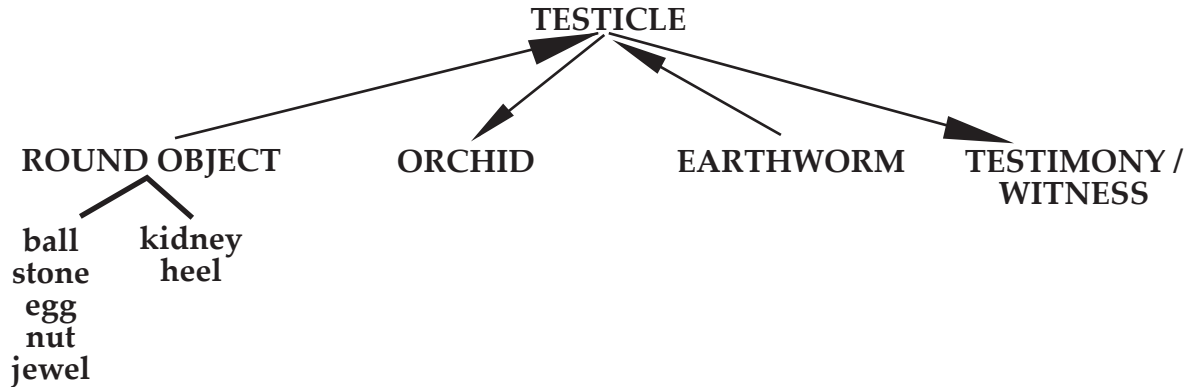 TESTICLE
ROUND OBJECT
ORCHID
EARTHWORM
TESTIMONY /
WITNESS
ball
stone
egg
nut
jewel
kidney
heel